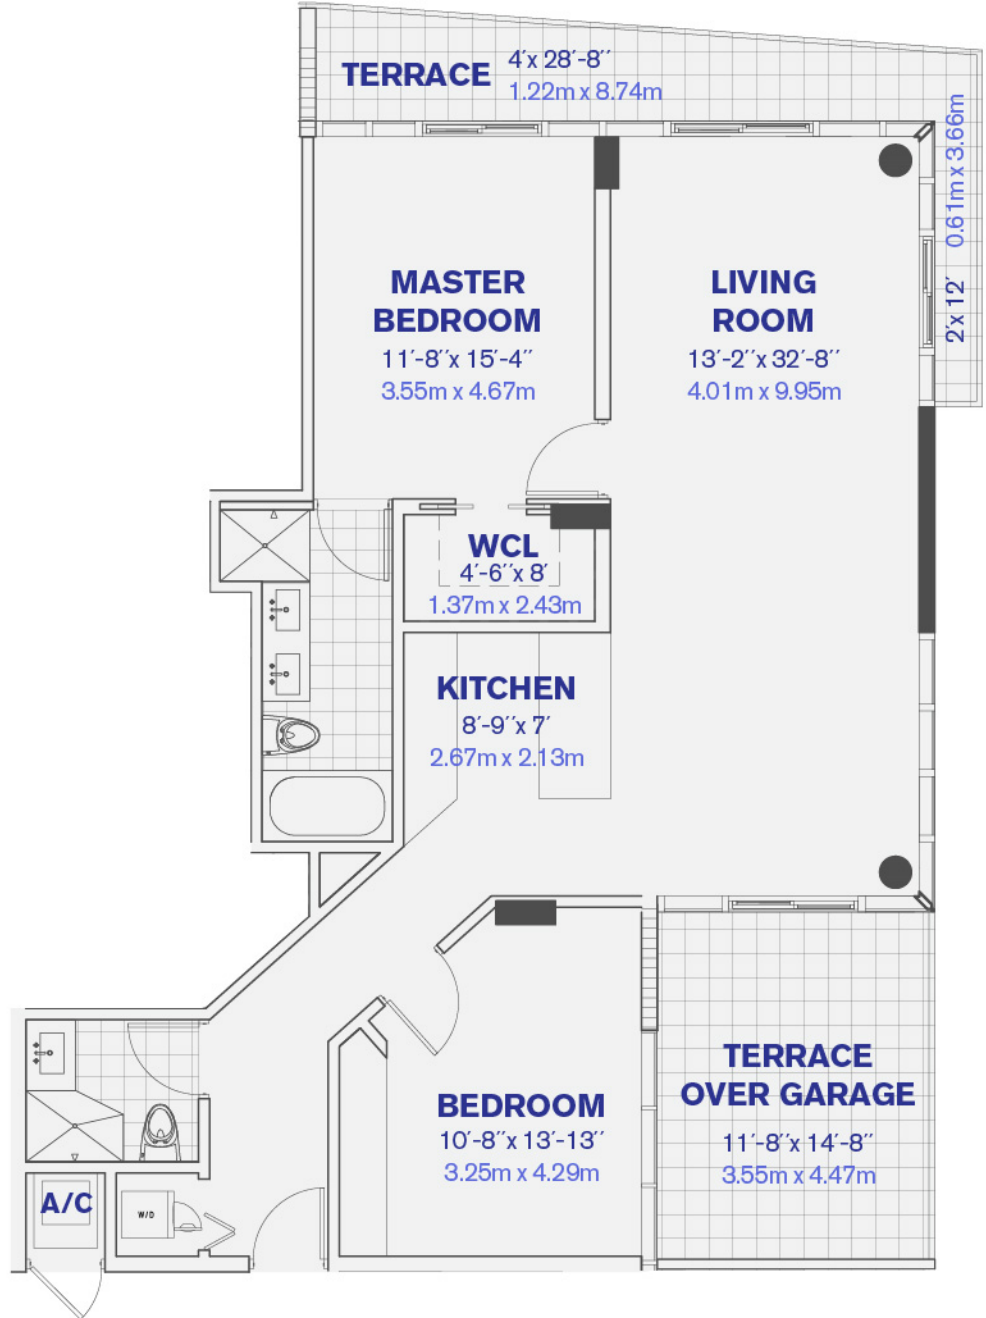 TERRACE
4´x 28´-8´´
1.22m x 8.74m
0.61m x 3.66m
2´x 12´
MASTER
BEDROOM
11´-8´´x 15´-4´´
3.55m x 4.67m
LIVING
ROOM
13´-2´´x 32´-8´´
4.01m x 9.95m
WCL
4´-6´´x 8´
1.37m x 2.43m
KITCHEN
8´-9´´x 7´
2.67m x 2.13m
TERRACE
OVER GARAGE
11´-8´´x 14´-8´´
3.55m x 4.47m
BEDROOM
10´-8´´x 13´-13´´
3.25m x 4.29m
A/C
W/D